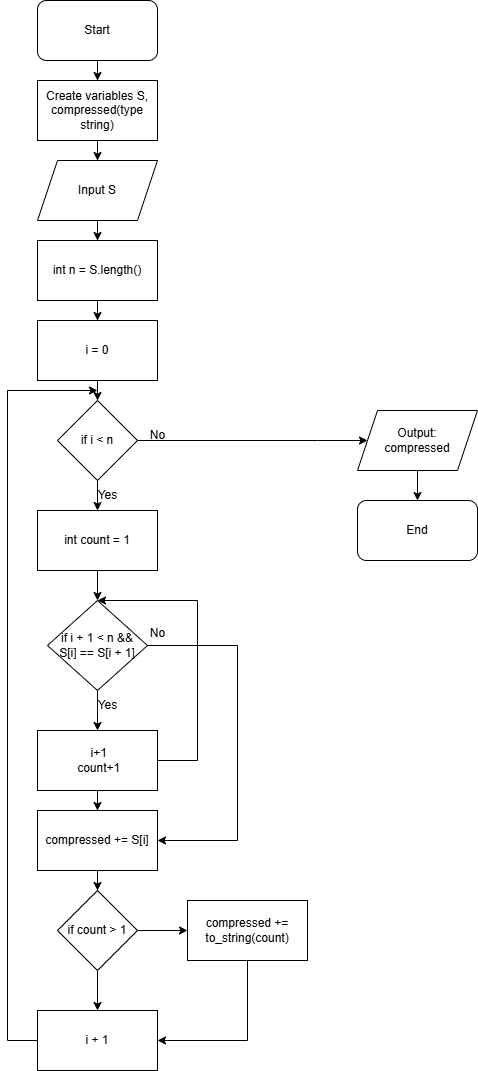 Start
Create variables S,
compressed(type
string)
Input S
int n = S.length()
i = 0
if i < n
No
Output:
compressed
Yes
End
int count = 1
if i + 1 < n &&
S[i] == S[i + 1]
No
Yes
i+1
count+1
compressed += S[i]
if count > 1
compressed +=
to_string(count)
i + 1